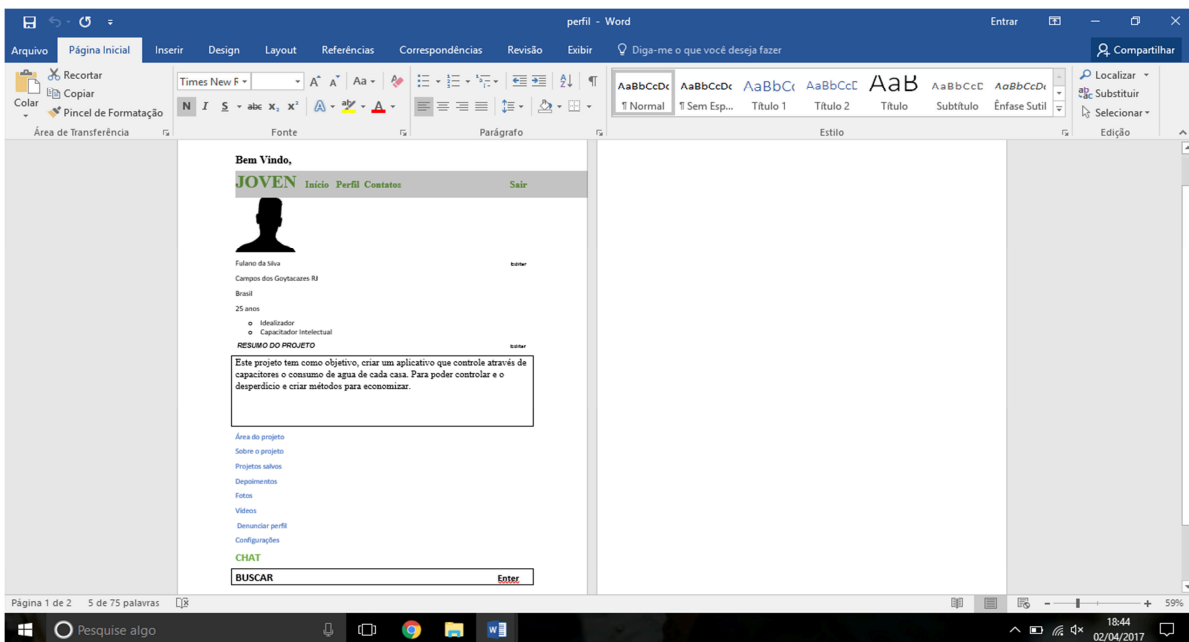 perfil - Word
Entrar
Arquivo Página Inicial Inserir Design Layout Referências Correspondências Revisão Exibir Diga-me o que você deseja fazer Compartilhar
Colar
Recortar
Copiar
Pincel de Formatação
Área de Transferência
Times New F
Aa
N I S abc x₂ x²
Fonte
Parágrafo
AaBbCcDc AaBbCcDc AaBbCc AaBbCcE AaB AaBbCcD AaBbCcDc
¶ Normal ¶ Sem Esp... Título 1 Título 2 Título Subtítulo Ênfase Sutil
Estilo
Localizar
Substituir
Selecionar
Edição
Bem Vindo,
JOVEN Início Perfil Contatos Sair
Fulano da Silva Editar
Campos dos Goytacazes RJ
Brasil
25 anos
o Idealizador
o Capacitador Intelectual
RESUMO DO PROJETO Editar
Este projeto tem como objetivo, criar um aplicativo que controle através de
capacitores o consumo de agua de cada casa. Para poder controlar e o
desperdício e criar métodos para economizar.
Área do projeto
Sobre o projeto
Projetos salvos
Depoimentos
Fotos
Vídeos
Denunciar perfil
Configurações
CHAT
BUSCAR Enter
Página 1 de 2 5 de 75 palavras 59%
Pesquise algo
18:44
02/04/2017